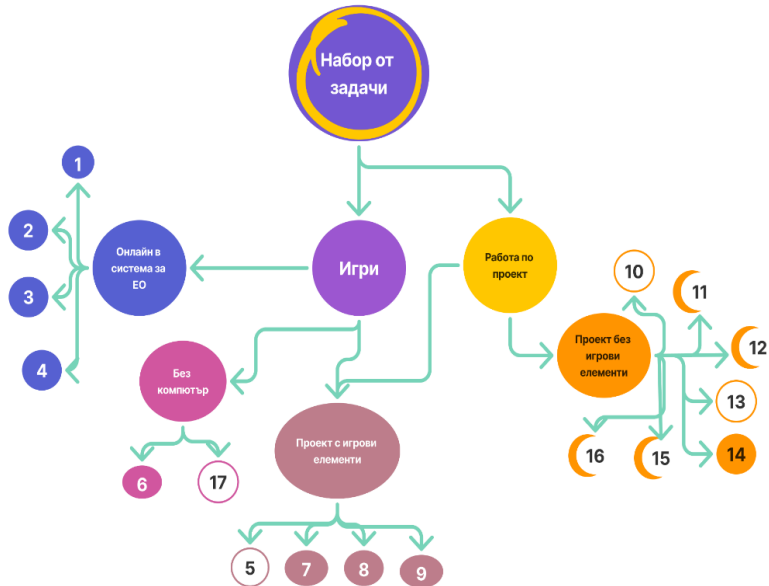 Набор от
задачи
1
2
3
4
Онлайн в
система за
ЕО
Игри
Работа по
проект
10
11
12
13
14
15
16
Проект без
игрови
елементи
Без
компютър
6
17
Проект с игрови
елементи
5
7
8
9